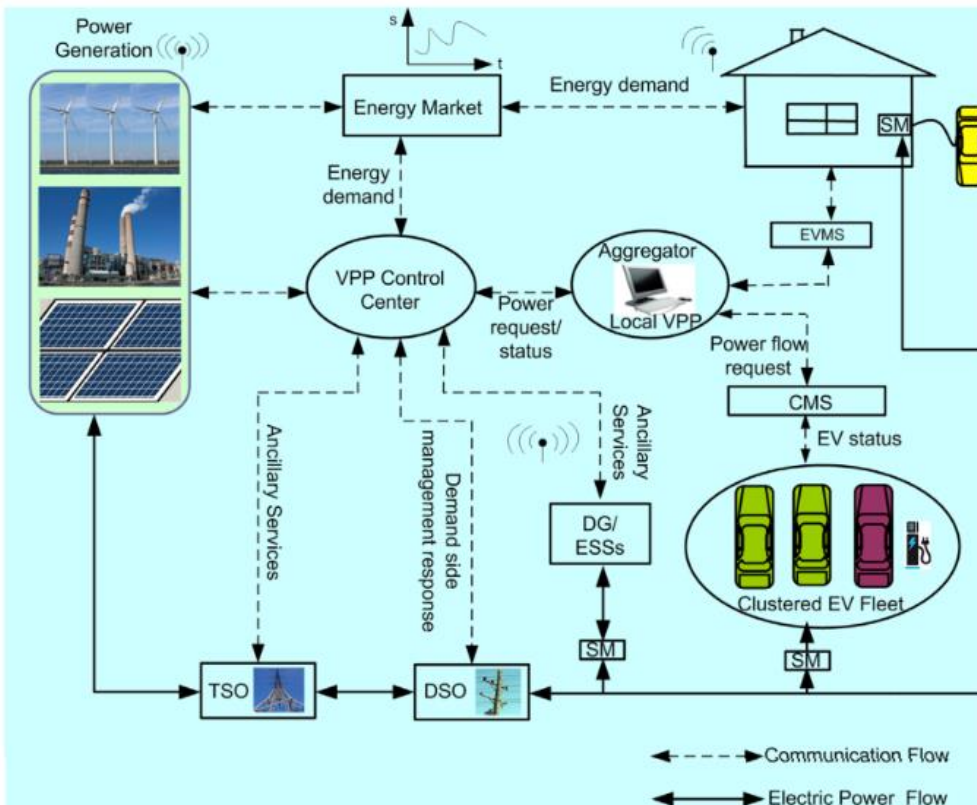 Power
Generation
s
t
Energy Market
Energy demand
SM
Energy
demand
EVMS
Aggregator
VPP Control
Center
Local VPP
Power
request/
status
Power flow
request
CMS
EV status
Ancillary Services
Demand side
management response
Ancillary
Services
DG/
ESSs
Clustered EV Fleet
SM
SM
TSO
DSO
Communication Flow
Electric Power Flow